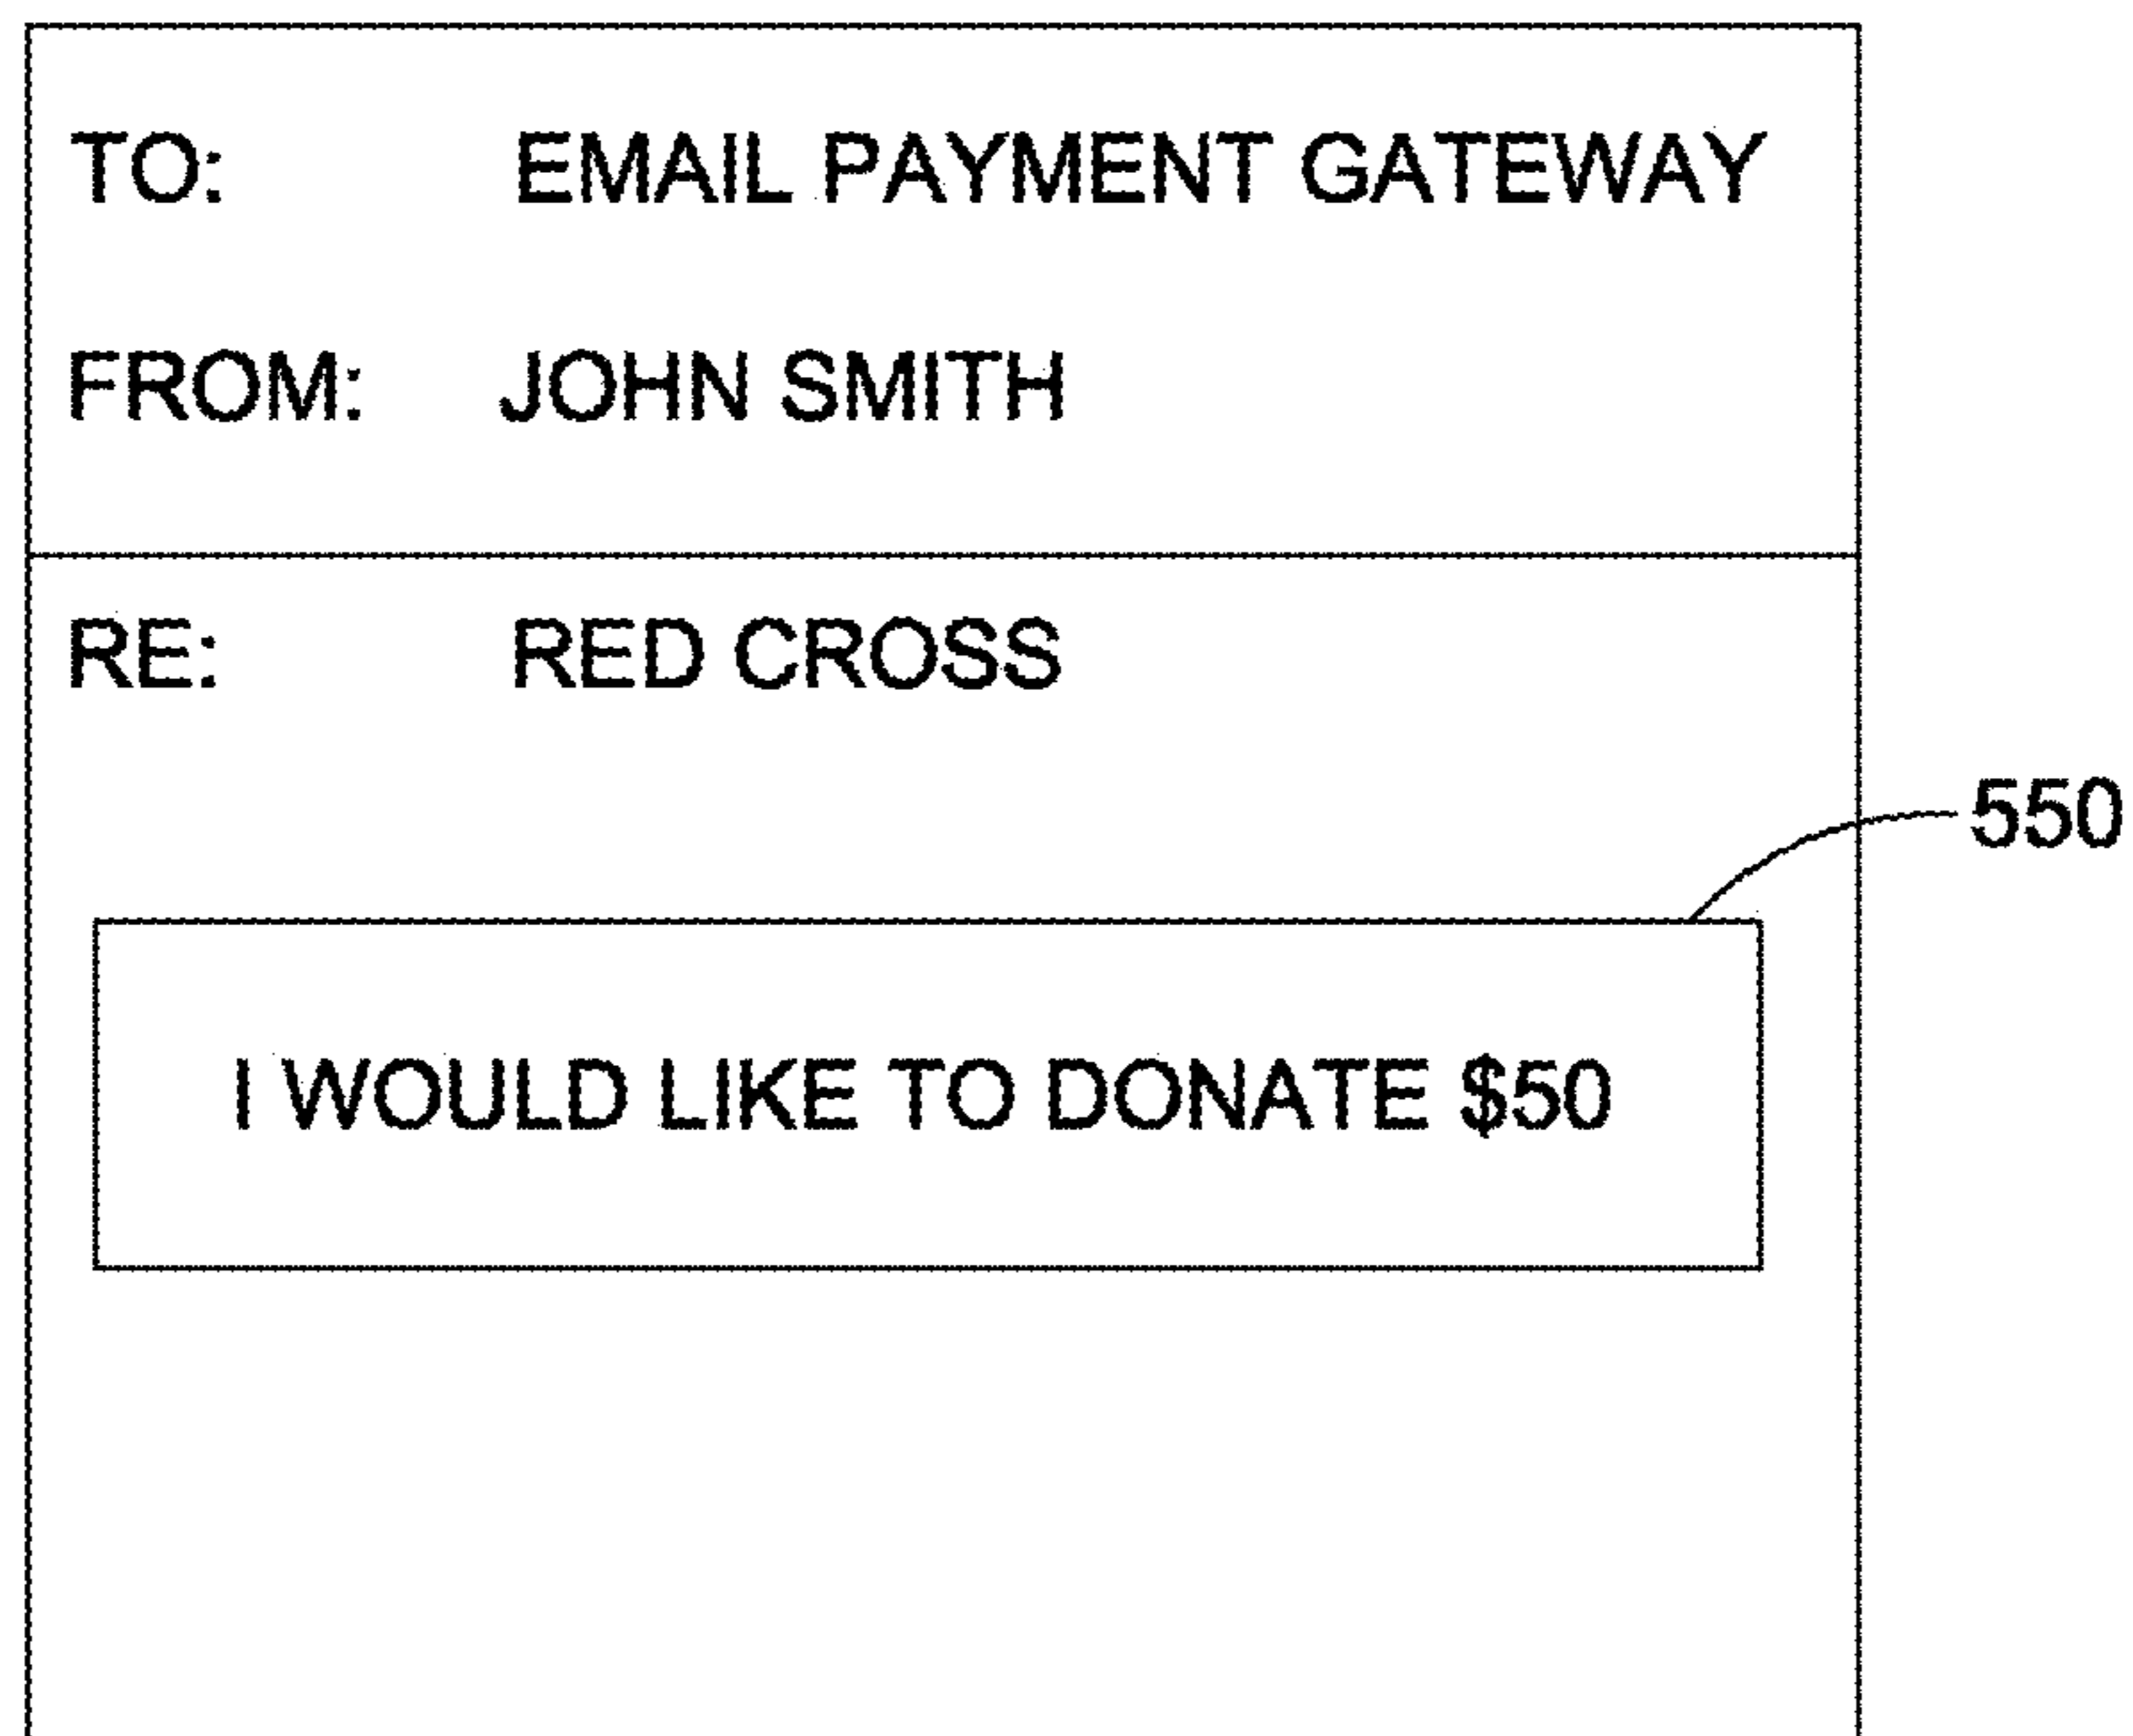 TO: EMAIL PAYMENT GATEWAY
FROM: JOHN SMITH
RE: RED CROSS
550
I WOULD LIKE TO DONATE $50